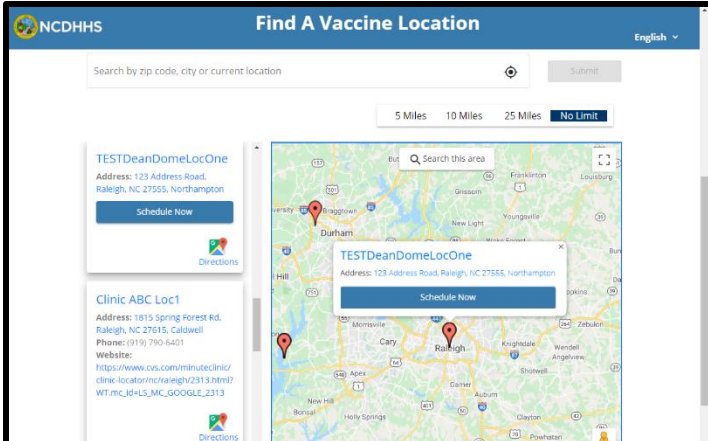 NCDHHS
Find A Vaccine Location
English
Search by zip code, city or current location
Submit
5 Miles 10 Miles 25 Miles No Limit
TESTDeanDomeLocOne
Address: 123 Address Road,
Raleigh, NC 27555, Northampton
Schedule Now
Directions
Clinic ABC Loc1
Address: 1815 Spring Forest Rd,
Raleigh, NC 27615, Caldwell
Phone: (919) 790-6401
Website:
https://www.cvs.com/minuteclinic/
clinic-locator/nc/raleigh/2313.html?
WT.mc_id=LS_MC_GOOGLE_2313
Directions
Search this area
Franklinton
Louisburg
Grissom
Braggtown
Youngsville
New Light
Durham
TESTDeanDomeLocOne
Address: 123 Address Road, Raleigh, NC 27555, Northampton
Schedule Now
Hill
Morrisville
Zebulon
Cary
Raleigh
Knightdale
Wendell
Angelview
Shotwell
Apex
Garner
Auburn
New Hill
Bonsal
Holly Springs
Clayton
Powhatan